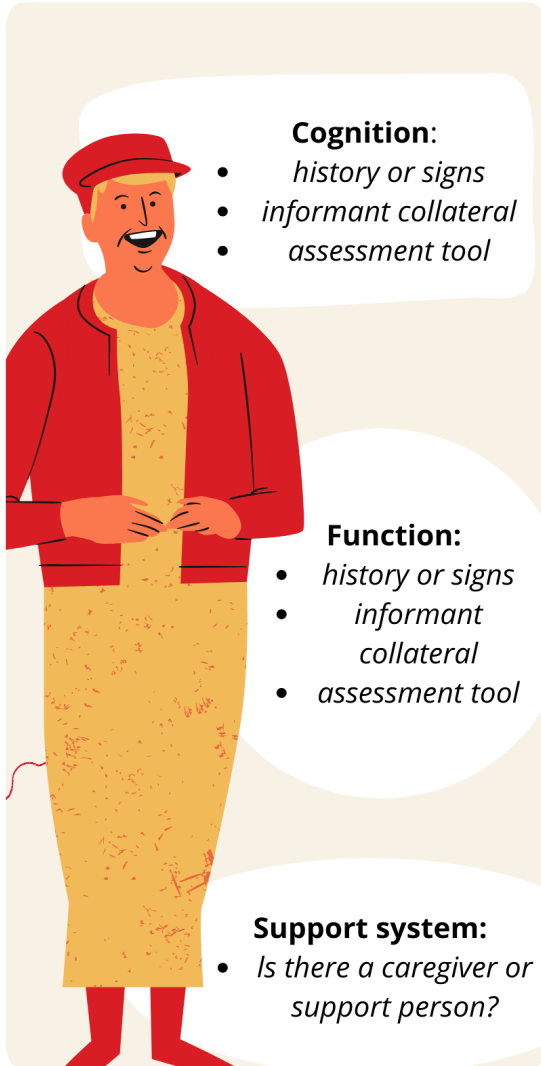 Cognition:
• history or signs
• informant collateral
• assessment tool
Function:
• history or signs
• informant
collateral
• assessment tool
Support system:
• Is there a caregiver or
support person?